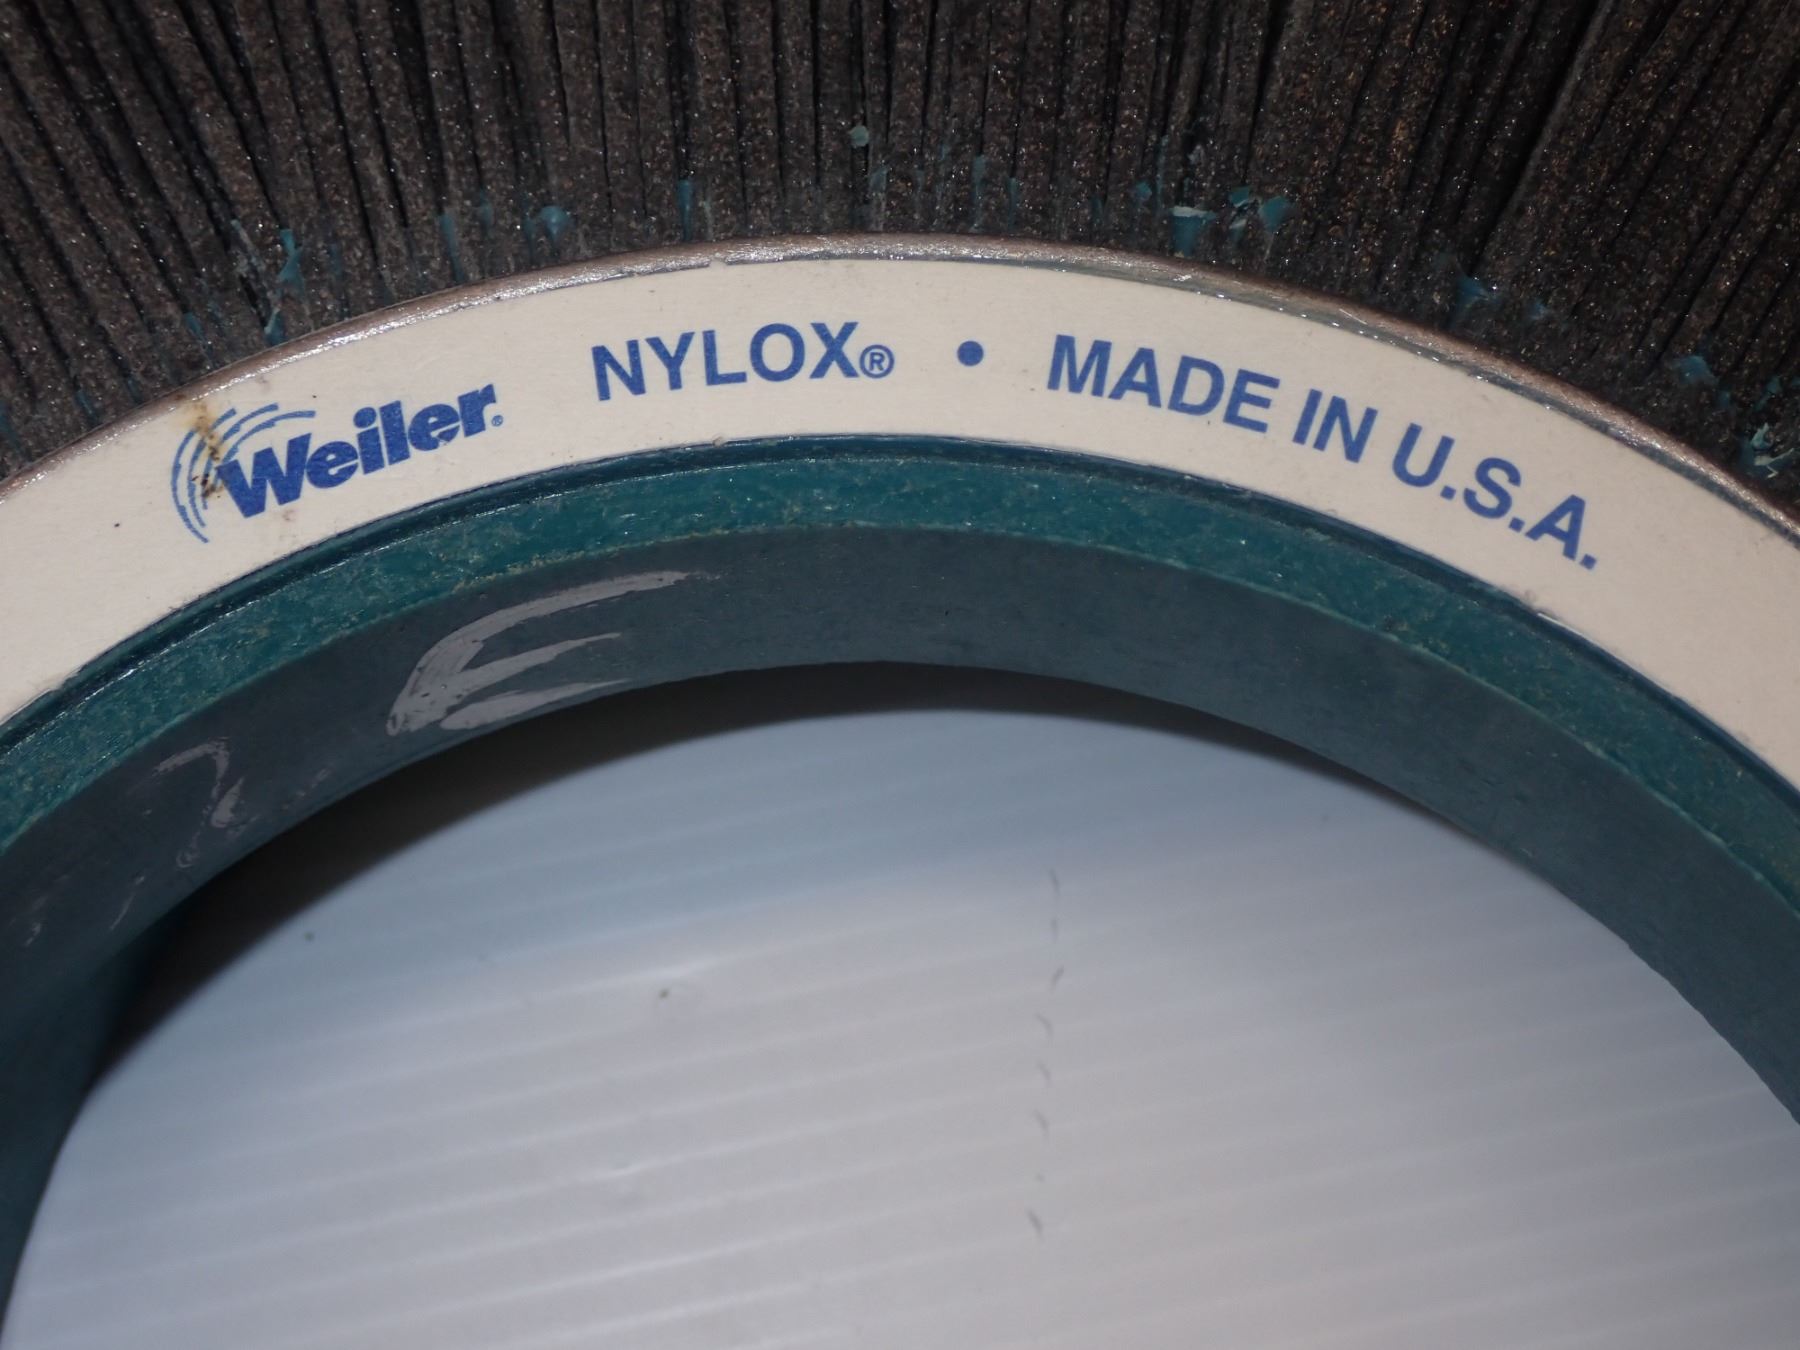 Weiler® NYLOX® • MADE IN U.S.A.